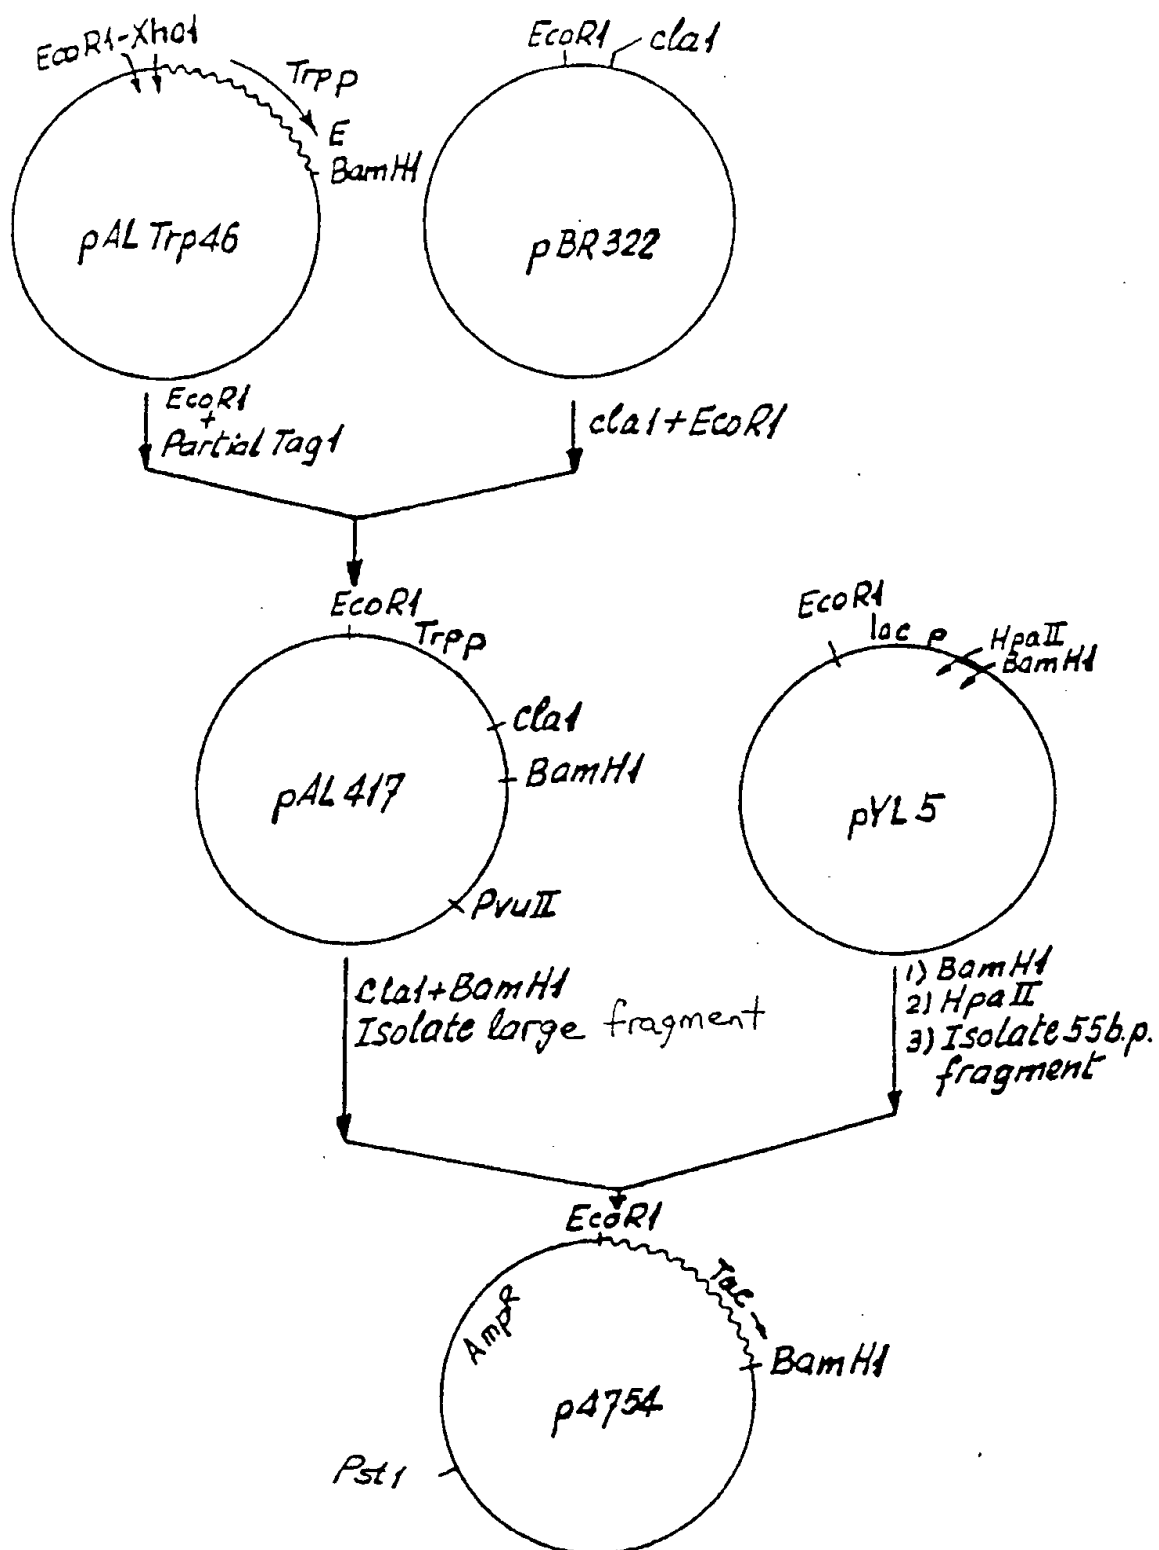 EcoR1-Xho1
Trp p
E
BamH1
pAL Trp46
EcoR1
cla1
pBR322
EcoR1
+
Partial Tag1
cla1+EcoR1
EcoR1
Trp p
Cla1
BamH1
pAL 417
PvuII
EcoR1
lac p
HpaII
BamH1
pYL5
Cla1+BamH1
Isolate large fragment
1) BamH1
2) HpaII
3) Isolate 55b.p.
fragment
EcoR1
Tac
Amp R
BamH1
p4754
Pst1